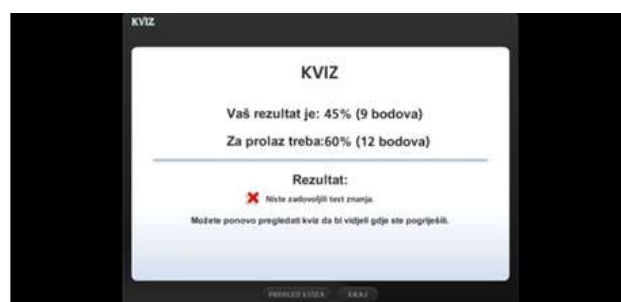 KVIZ
KVIZ
Vaš rezultat je: 45% (9 bodova)
Za prolaz treba:60% (12 bodova)
Rezultat:
Niste zadovoljili test znanja.
Možete ponovo pregledati kviz da bi vidjeli gdje ste pogriješili.
PREGLED KVIZA KRAJ